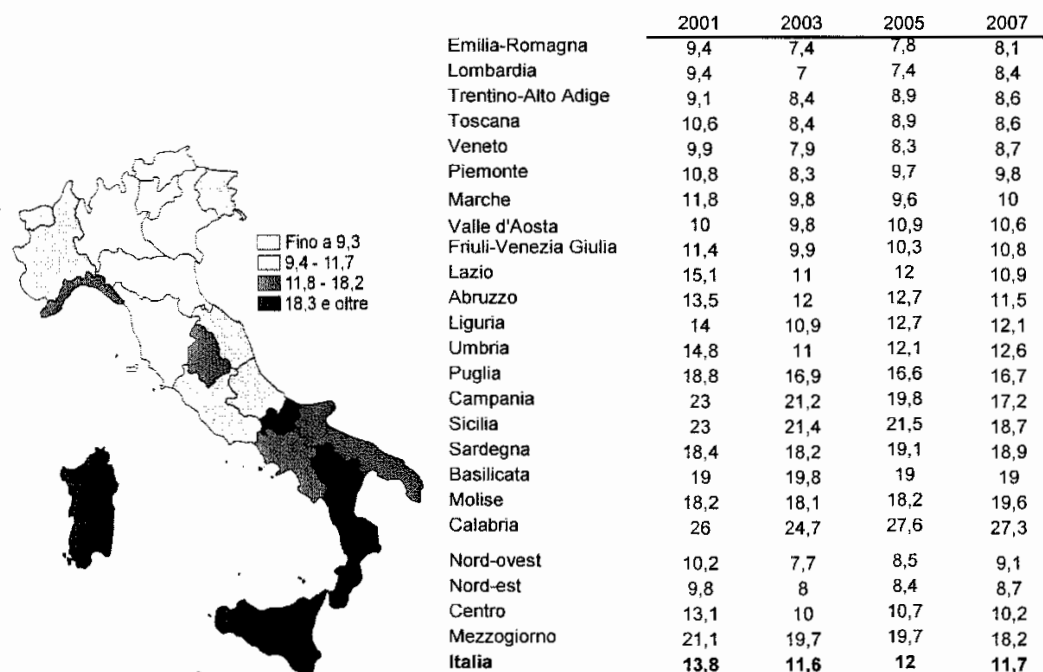 2001 2003 2005 2007
Emilia-Romagna 9,4 7,4 7,8 8,1
Lombardia 9,4 7 7,4 8,4
Trentino-Alto Adige 9,1 8,4 8,9 8,6
Toscana 10,6 8,4 8,9 8,6
Veneto 9,9 7,9 8,3 8,7
Piemonte 10,8 8,3 9,7 9,8
Marche 11,8 9,8 9,6 10
Valle d'Aosta 10 9,8 10,9 10,6
Friuli-Venezia Giulia 11,4 9,9 10,3 10,8
Lazio 15,1 11 12 10,9
Abruzzo 13,5 12 12,7 11,5
Liguria 14 10,9 12,7 12,1
Umbria 14,8 11 12,1 12,6
Puglia 18,8 16,9 16,6 16,7
Campania 23 21,2 19,8 17,2
Sicilia 23 21,4 21,5 18,7
Sardegna 18,4 18,2 19,1 18,9
Basilicata 19 19,8 19 19
Molise 18,2 18,1 18,2 19,6
Calabria 26 24,7 27,6 27,3
Nord-ovest 10,2 7,7 8,5 9,1
Nord-est 9,8 8 8,4 8,7
Centro 13,1 10 10,7 10,2
Mezzogiorno 21,1 19,7 19,7 18,2
Italia 13,8 11,6 12 11,7
Fino a 9,3
9,4 - 11,7
11,8 - 18,2
18,3 e oltre